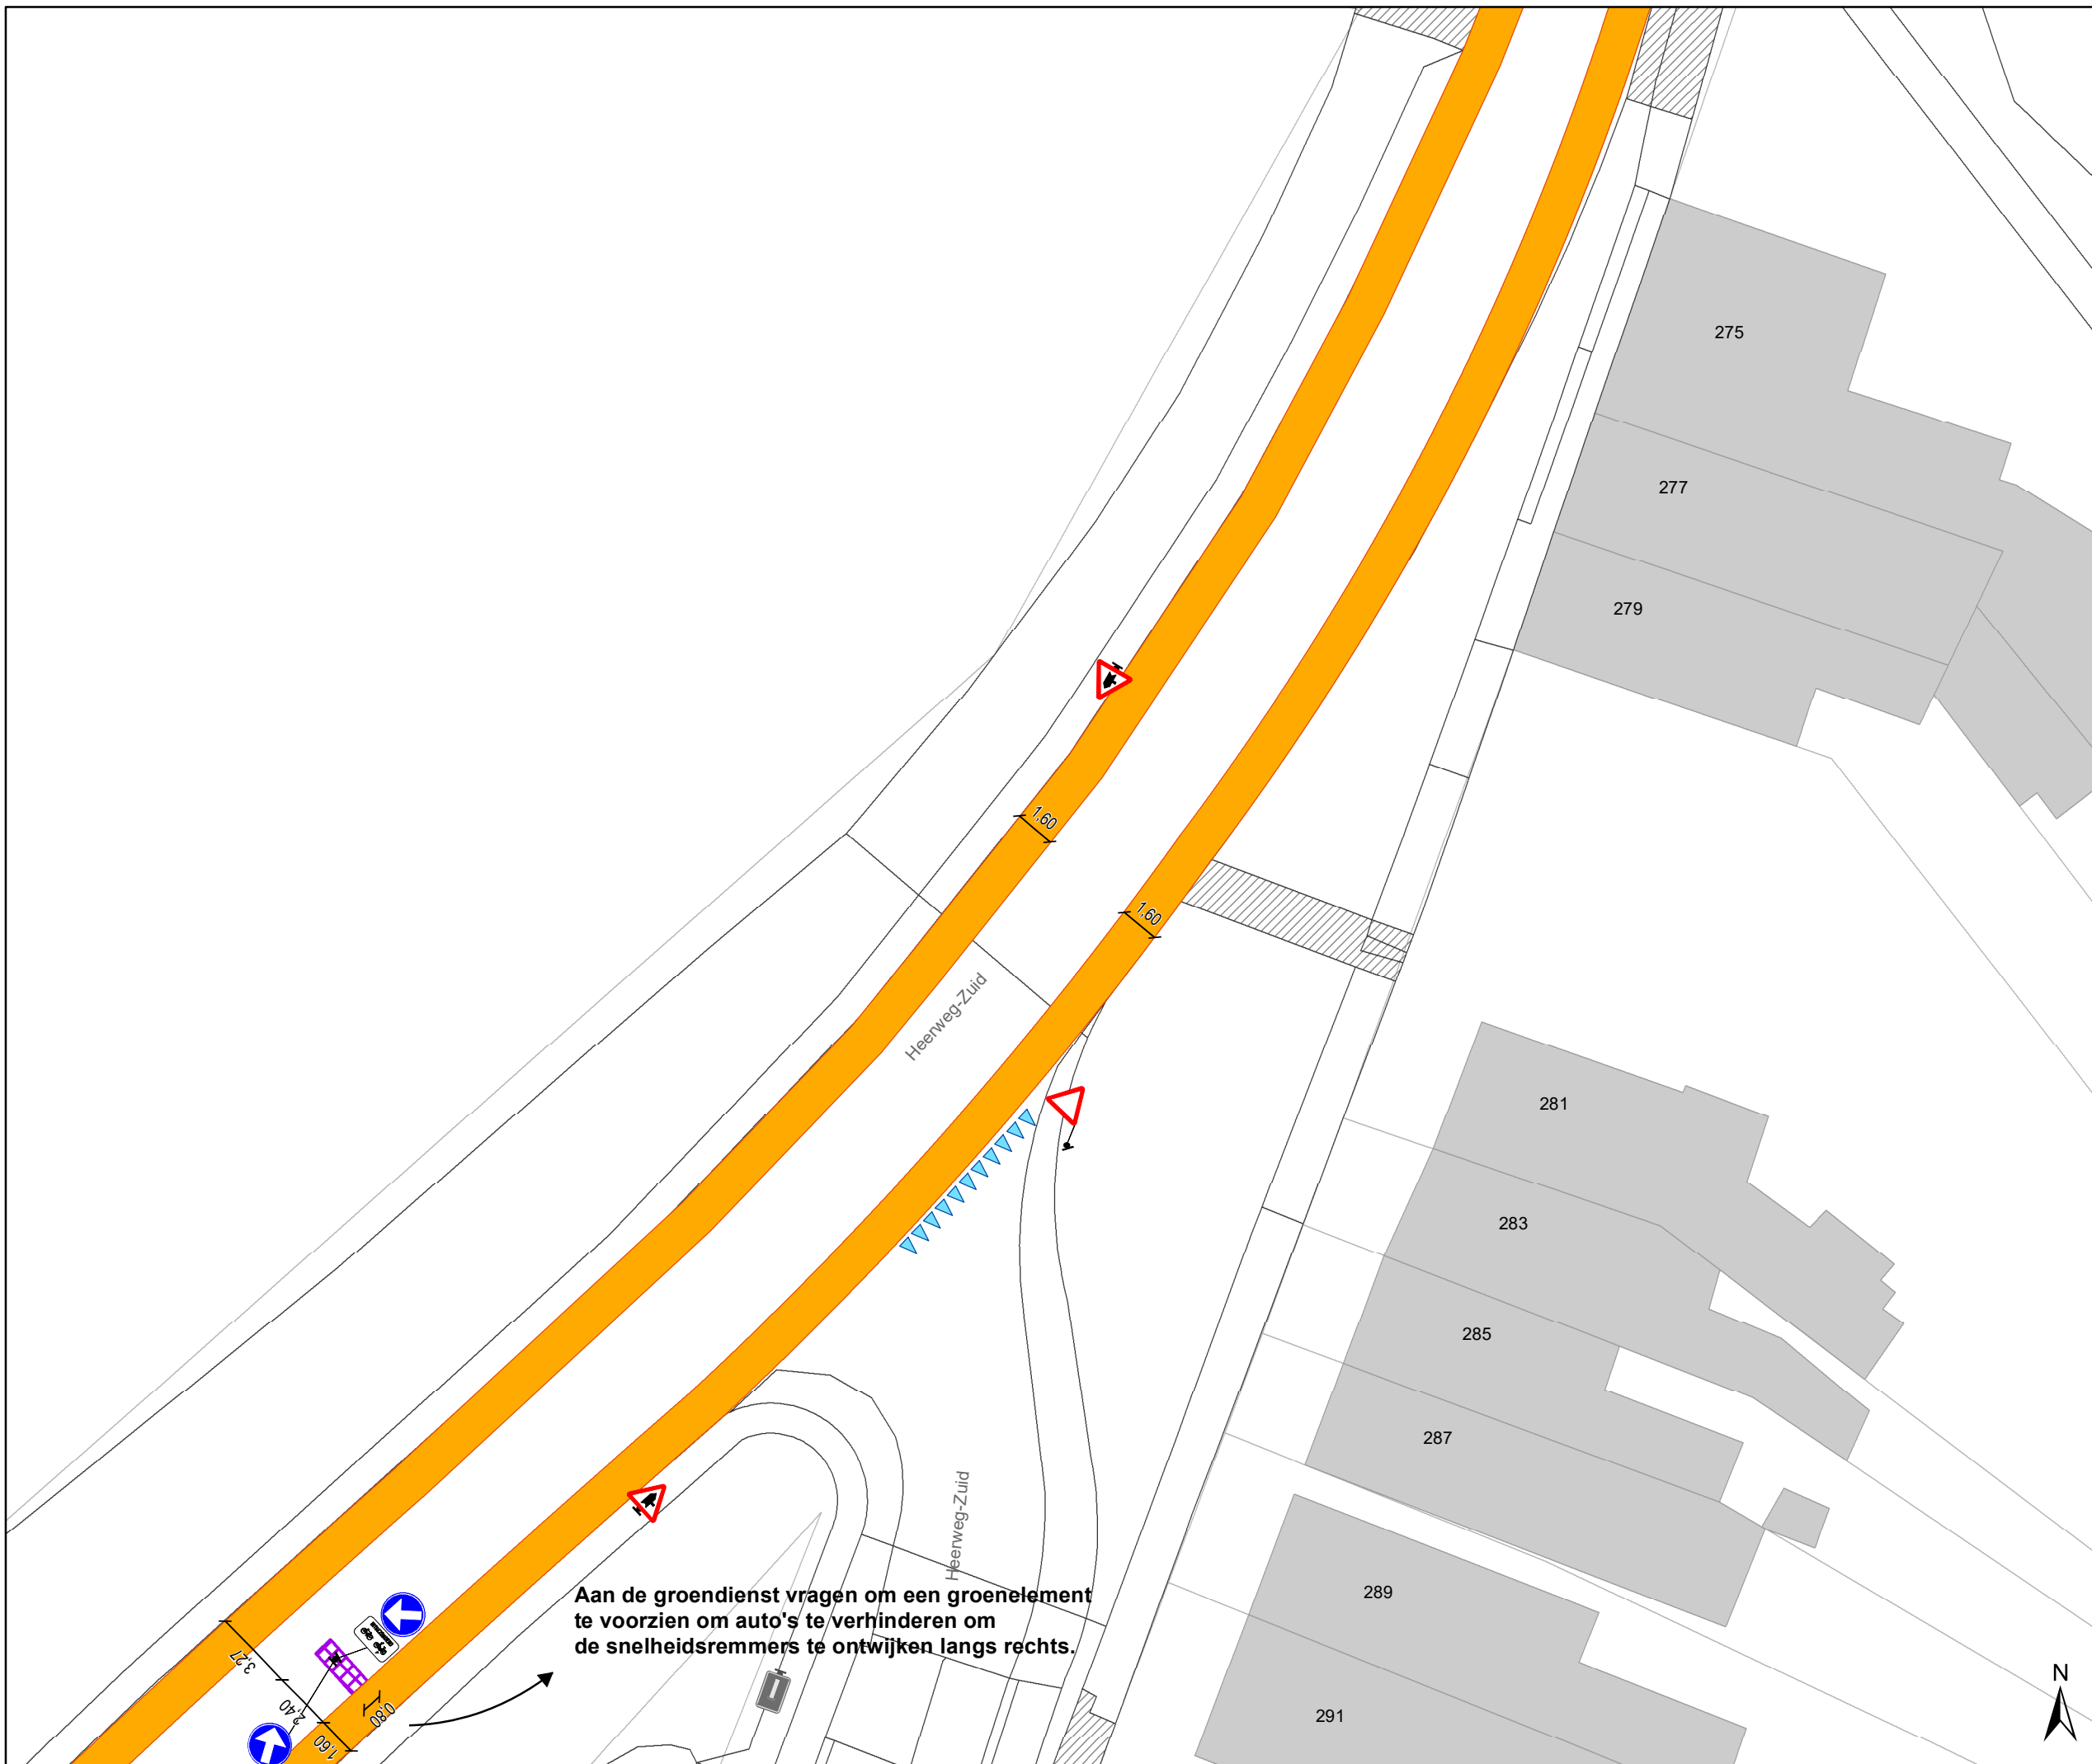 275
277
279
1,60
1,60
Heerweg-Zuid
281
283
285
287
Heerweg-Zuid
289
Aan de groendienst vragen om een groenelement
te voorzien om auto's te verhinderen om
de snelheidsremmers te ontwijken langs rechts.
3,27
2,40
0,80
1,60
291
N